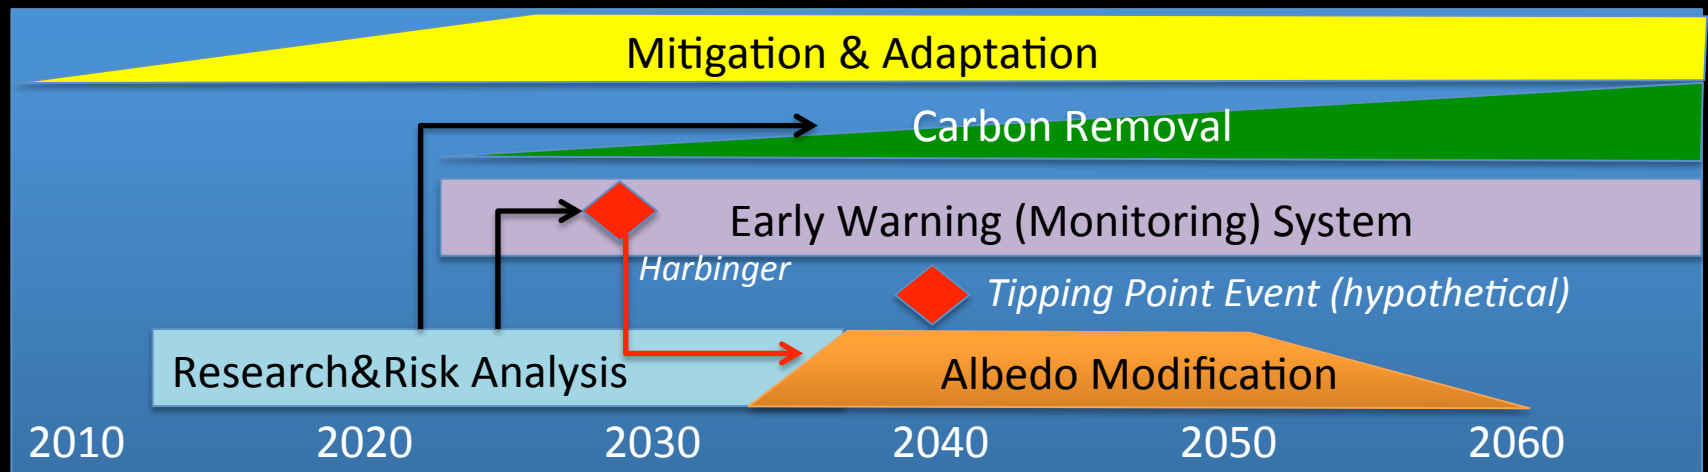 Mitigation & Adaptation
Carbon Removal
Early Warning (Monitoring) System
Harbinger
Tipping Point Event (hypothetical)
Research&Risk Analysis
Albedo Modification
2010 2020 2030 2040 2050 2060